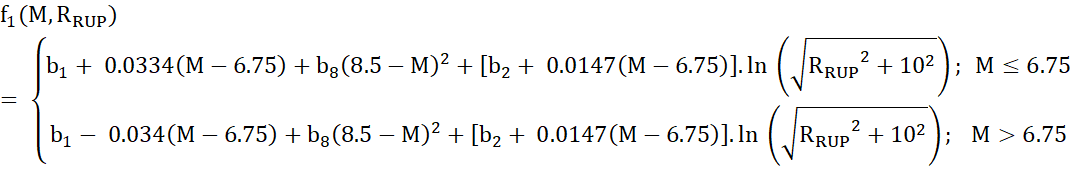 f₁(M, R_RUP)
= { b₁ + 0.0334(M − 6.75) + b₈(8.5 − M)² + [b₂ + 0.0147(M − 6.75)]. ln (√(R_RUP² + 10²)) ; M ≤ 6.75
b₁ − 0.034(M − 6.75) + b₈(8.5 − M)² + [b₂ + 0.0147(M − 6.75)]. ln (√(R_RUP² + 10²)) ; M > 6.75